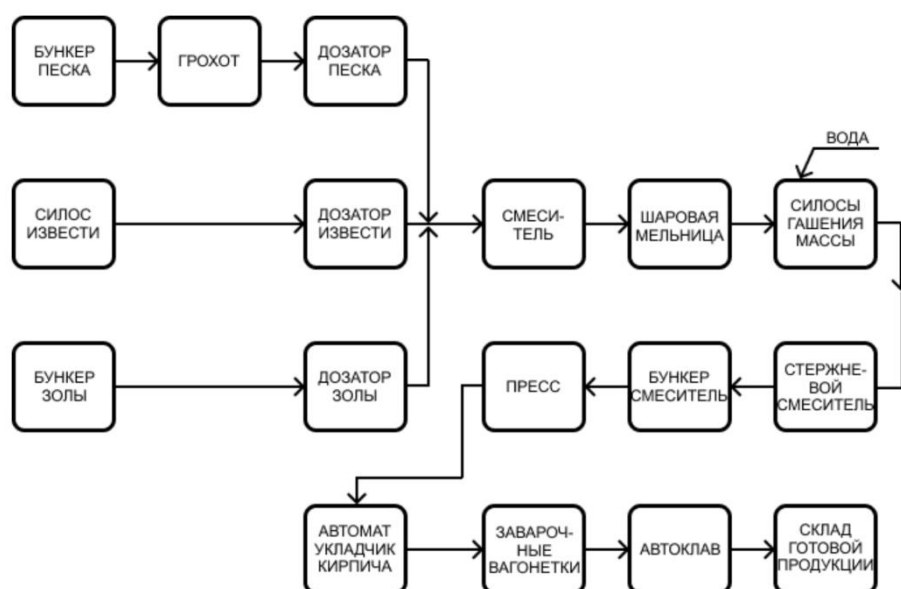 БУНКЕР
ПЕСКА
ГРОХОТ
ДОЗАТОР
ПЕСКА
ВОДА
СИЛОС
ИЗВЕСТИ
ДОЗАТОР
ИЗВЕСТИ
СМЕСИ-
ТЕЛЬ
ШАРОВАЯ
МЕЛЬНИЦА
СИЛОСЫ
ГАШЕНИЯ
МАССЫ
БУНКЕР
ЗОЛЫ
ДОЗАТОР
ЗОЛЫ
ПРЕСС
БУНКЕР
СМЕСИТЕЛЬ
СТЕРЖНЕ-
ВОЙ
СМЕСИТЕЛЬ
АВТОМАТ
УКЛАДЧИК
КИРПИЧА
ЗАВАРОЧ-
НЫЕ
ВАГОНЕТКИ
АВТОКЛАВ
СКЛАД
ГОТОВОЙ
ПРОДУКЦИИ